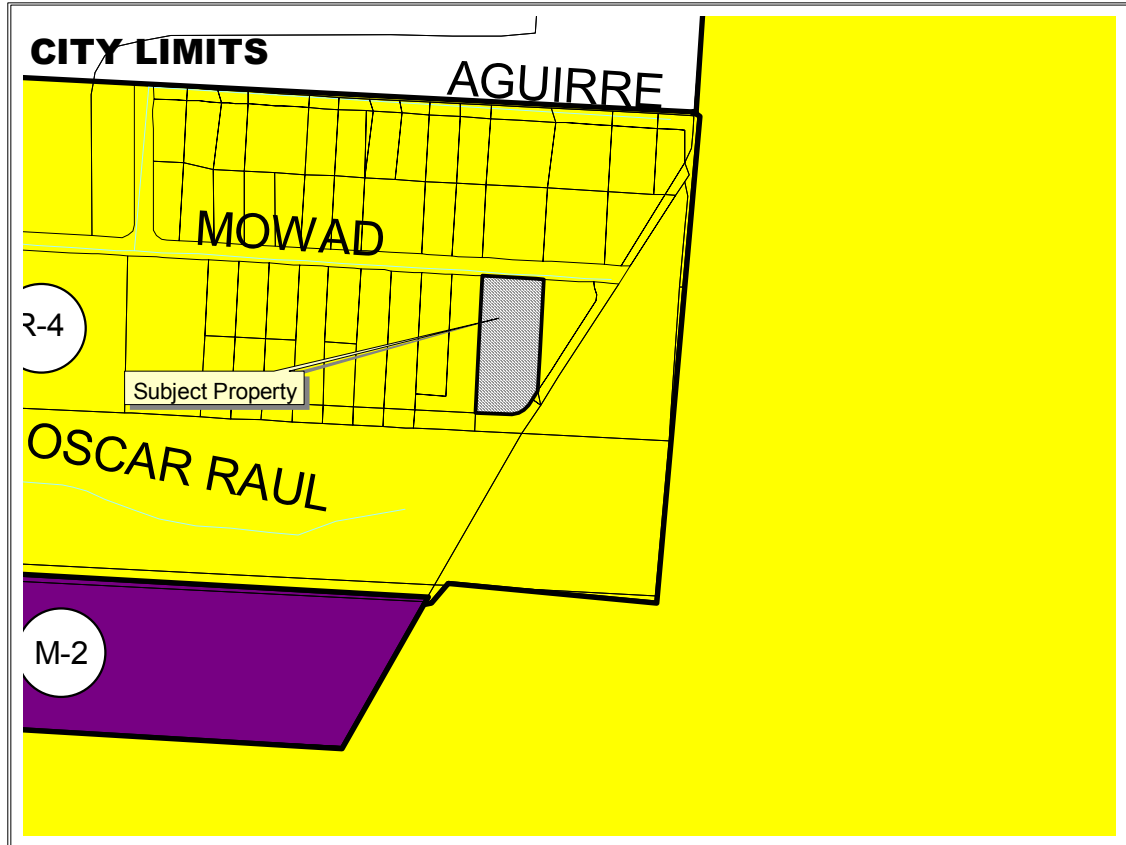 CITY LIMITS
AGUIRRE
MOWAD
R-4
Subject Property
OSCAR RAUL
M-2